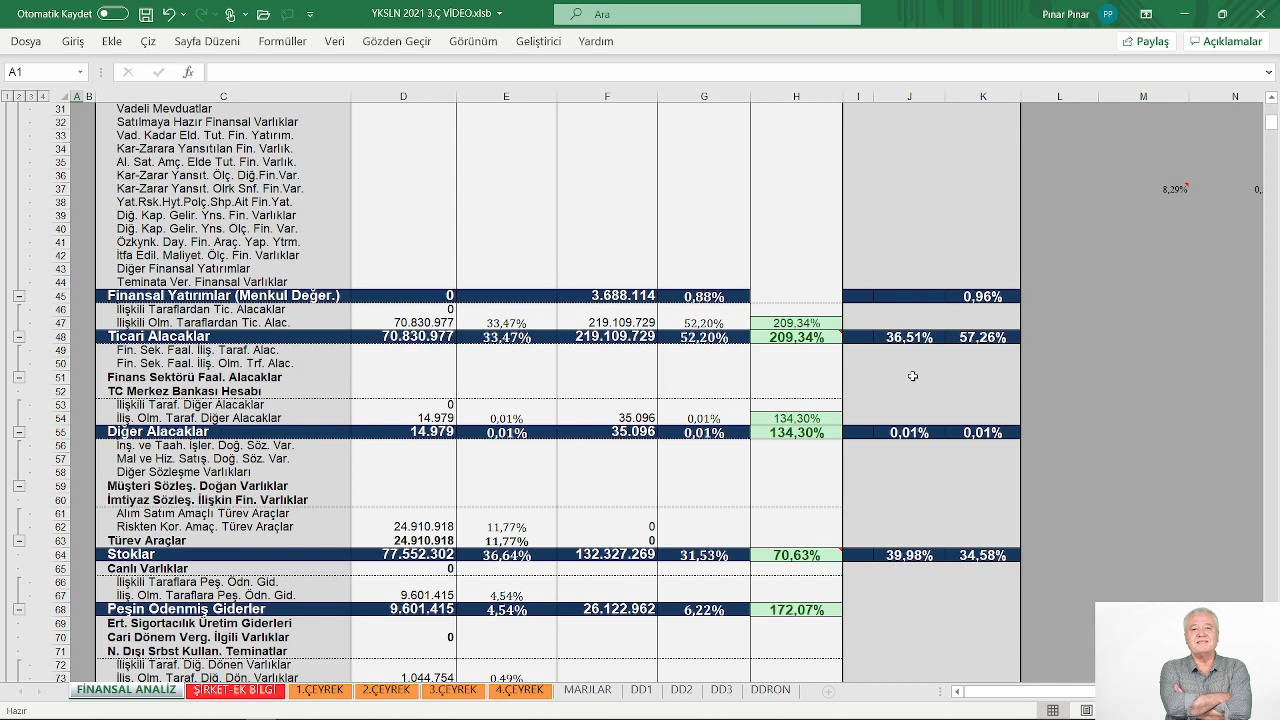 Otomatik Kaydet
YKSLN 2021 3.Ç VİDEO.xlsb
Ara
Pınar Pınar
PP
Dosya Giriş Ekle Çiz Sayfa Düzeni Formüller Veri Gözden Geçir Görünüm Geliştirici Yardım
Paylaş
Açıklamalar
A1
fx
1 2 3 4
A B C D E F G H I J K L M N
31 Vadeli Mevduatlar
32 Satılmaya Hazır Finansal Varlıklar
33 Vad. Kadar Eld. Tut. Fin. Yatırım.
34 Kar-Zarara Yansıtılan Fin. Varlık.
35 Al. Sat. Amç. Elde Tut. Fin. Varlik.
36 Kar-Zarar Yansıt. Ölç. Diğ.Fin.Var.
37 Kar-Zarar Yansıt. Olrk Snf. Fin.Var. 8,29%
38 Yat.Rsk.Hyt.Polç.Shp.Ait Fin.Yat.
39 Diğ. Kap. Gelir. Yns. Fin. Varlıkları
40 Diğ. Kap. Gelir. Yns. Olç. Fin. Var.
41 Özkynk. Day. Fin. Araç. Yap. Ytrm.
42 İtfa Edil. Maliyet. Ölç. Fin. Varlıkları
43 Diğer Finansal Yatırımlar
44 Teminata Ver. Finansal Varlıklar
45 Finansal Yatırımlar (Menkul Değer.) 0 3.688.114 0,88% 0,96%
46 İlişkili Taraflardan Tic. Alacaklar 0
47 İlişkili Olm. Taraflardan Tic. Alac. 70.830.977 33,47% 219.109.729 52,20% 209,34%
48 Ticari Alacaklar 70.830.977 33,47% 219.109.729 52,20% 209,34% 36,51% 57,26%
49 Fin. Sek. Faal. İliş. Taraf. Alac.
50 Fin. Sek. Faal. İliş. Olm. Trf. Alac.
51 Finans Sektörü Faal. Alacaklar
52 TC Merkez Bankası Hesabı
53 İlişkili Taraf. Diğer Alacaklar 0
54 İliş. Olm. Taraf. Diğer Alacaklar 14.979 0,01% 35.096 0,01% 134,30%
55 Diğer Alacaklar 14.979 0,01% 35.096 0,01% 134,30% 0,01% 0,01%
56 İnş. ve Taah. İşler. Doğ. Söz. Var.
57 Mal ve Hiz. Satış. Doğ. Söz. Var.
58 Diğer Sözleşme Varlıkları
59 Müşteri Sözleş. Doğan Varlıklar
60 İmtiyaz Sözleş. İlişkin Fin. Varlıklar
61 Alım Satım Amaçlı Türev Araçlar
62 Riskten Kor. Amaç. Türev Araçlar 24.910.918 11,77% 0
63 Türev Araçlar 24.910.918 11,77% 0
64 Stoklar 77.552.302 36,64% 132.327.269 31,53% 70,63% 39,98% 34,58%
65 Canlı Varlıklar 0
66 İlişkili Taraflara Peş. Ödn. Gid.
67 İliş. Olm. Taraflara Peş. Ödn. Gid. 9.601.415 4,54%
68 Peşin Ödenmiş Giderler 9.601.415 4,54% 26.122.962 6,22% 172,07%
69 Ert. Sigortacılık Üretim Giderleri
70 Cari Dönem Verg. İlgili Varlıklar 0
71 N. Dışı Srbst Kullan. Teminatlar
72 İlişkili Taraf. Diğ. Dönen Varlıklar
73 İliş. Olm. Taraf. Diğ. Dönen Var. 1.044.754 0,49%
FİNANSAL ANALİZ ŞİRKET-EK BİLGİ 1.ÇEYREK 2.ÇEYREK 3.ÇEYREK 4.ÇEYREK MARJLAR DD1 DD2 DD3 DDRON
Hazır